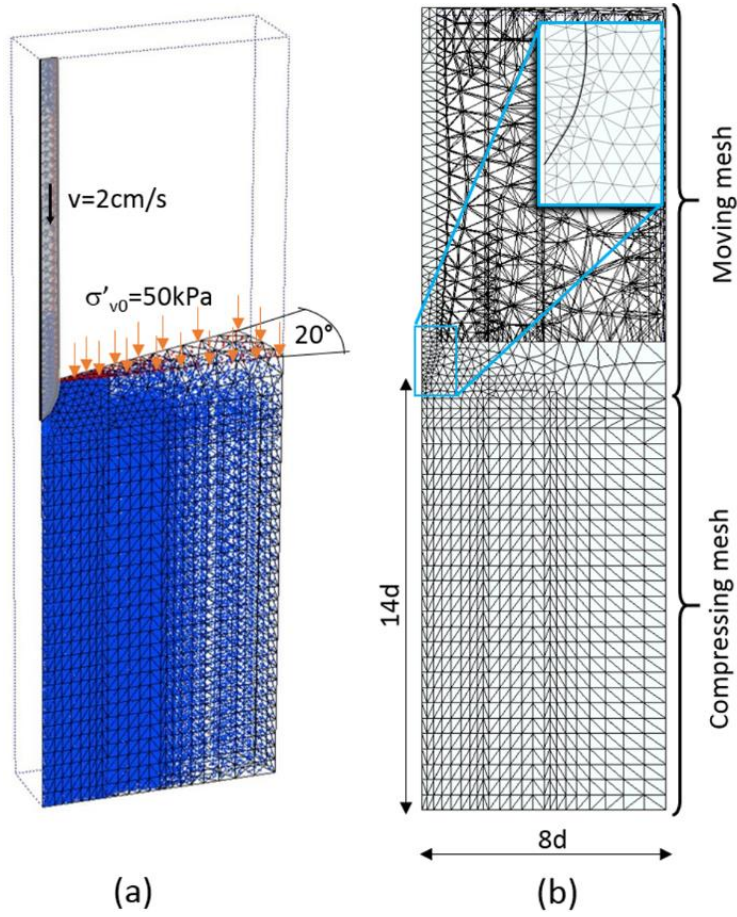 v=2cm/s
σ'v0=50kPa
20°
(a)
Moving mesh
Compressing mesh
14d
8d
(b)